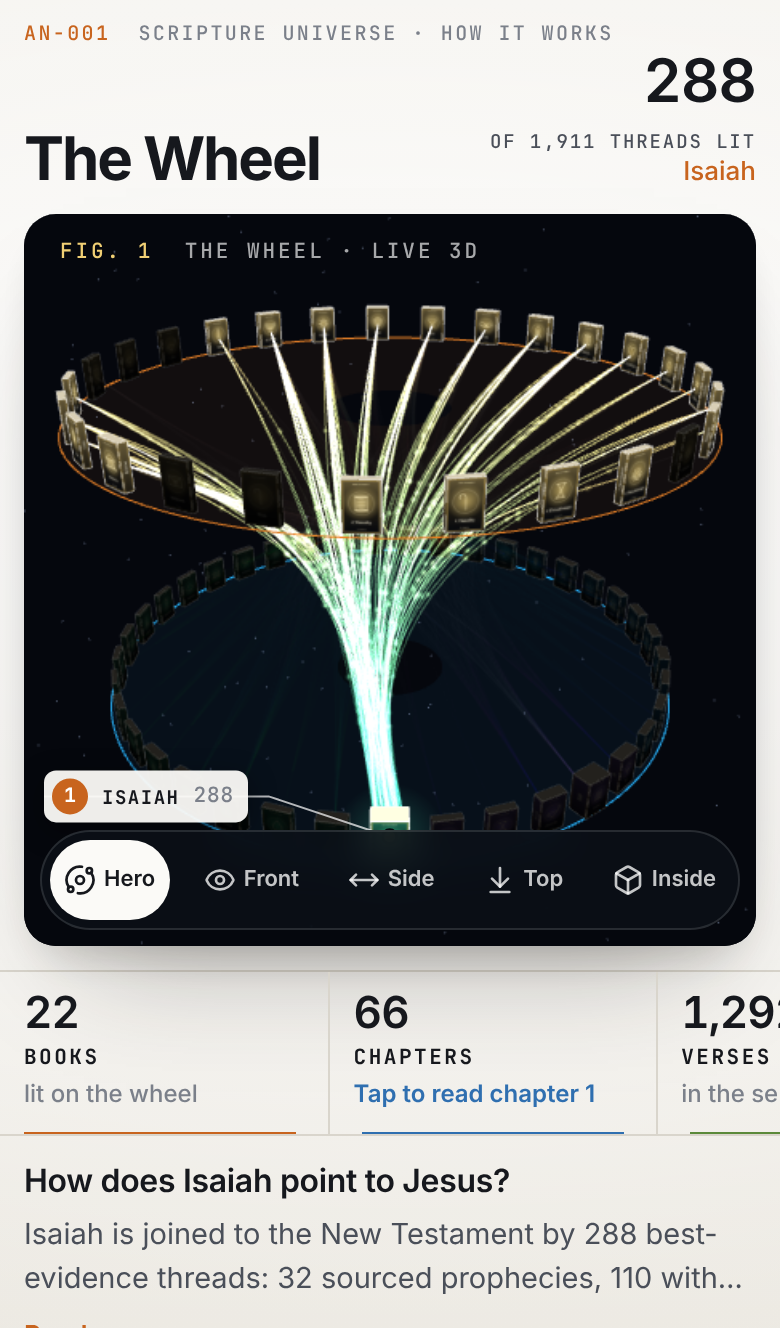 AN-001 SCRIPTURE UNIVERSE · HOW IT WORKS
288
The Wheel
OF 1,911 THREADS LIT
Isaiah
FIG. 1 THE WHEEL · LIVE 3D
1 ISAIAH 288
Hero Front Side Top Inside
22
BOOKS
lit on the wheel
66
CHAPTERS
Tap to read chapter 1
VERSES
in the
How does Isaiah point to Jesus?
Isaiah is joined to the New Testament by 288 best-
evidence threads: 32 sourced prophecies, 110 with...